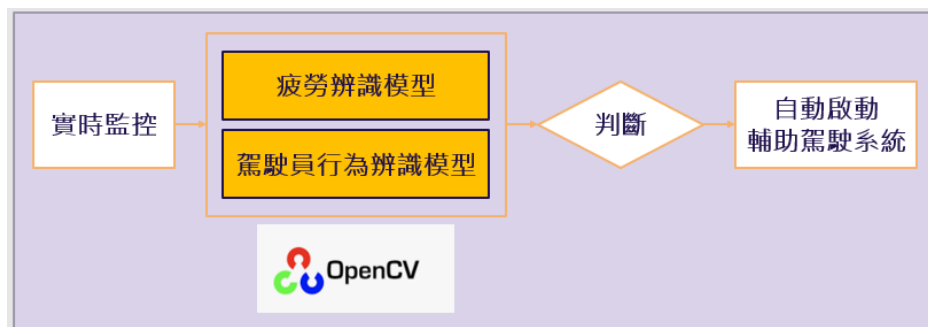 實時監控
疲勞辨識模型
駕駛員行為辨識模型
判斷
自動啟動
輔助駕駛系統
OpenCV